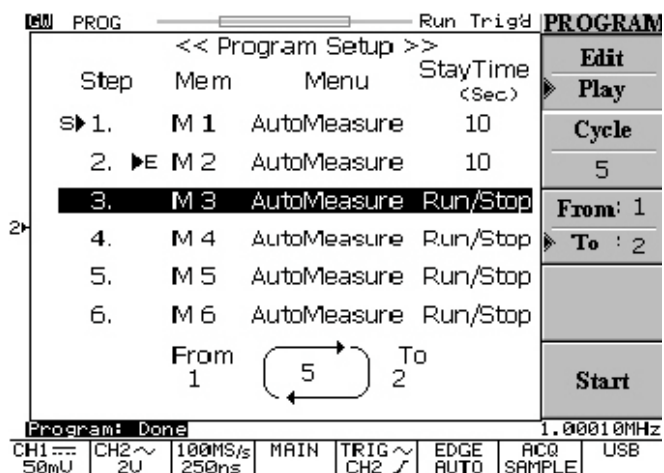 GW PROG Run Trig'd PROGRAM
<< Program Setup >>
Step Mem Menu StayTime (Sec)
S 1. M 1 AutoMeasure 10
2. E M 2 AutoMeasure 10
3. M 3 AutoMeasure Run/Stop
4. M 4 AutoMeasure Run/Stop
5. M 5 AutoMeasure Run/Stop
6. M 6 AutoMeasure Run/Stop
From 1 5 To 2
2
Edit
Play
Cycle
5
From: 1
To : 2
Start
Program: Done 1.00010MHz
CH1 CH2~ 100MS/s MAIN TRIG~ EDGE ACQ USB
50mV 2V 250ns CH2 AUTO SAMPLE